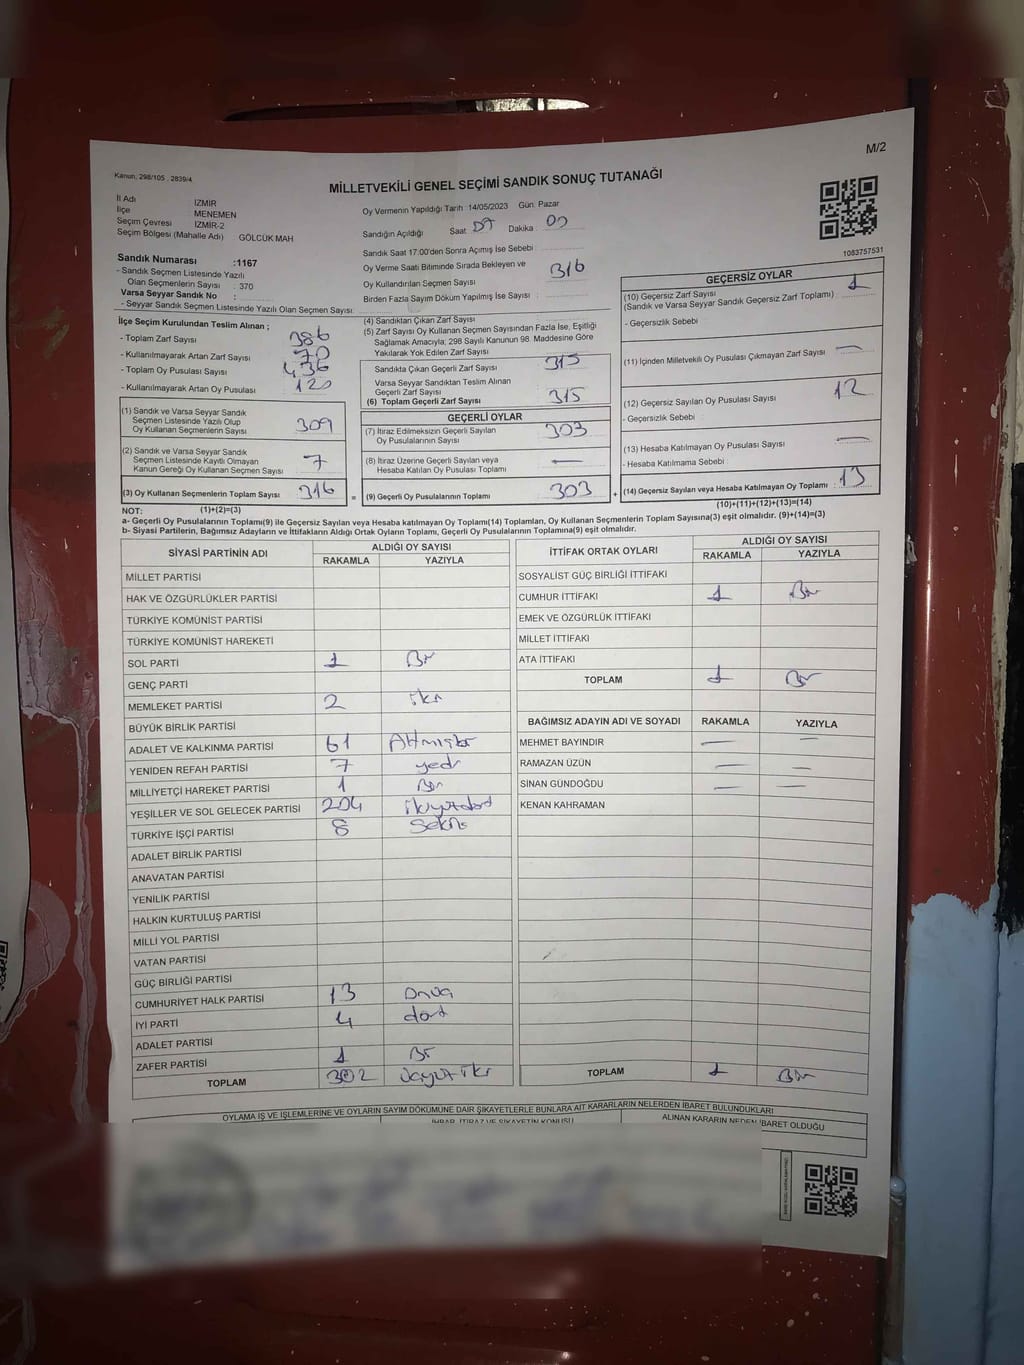 M/2
Kanun: 298/105 , 2839/4
MİLLETVEKİLİ GENEL SEÇİMİ SANDIK SONUÇ TUTANAĞI
İl Adı İZMİR
İlçe MENEMEN
Seçim Çevresi İZMİR-2
Seçim Bölgesi (Mahalle Adı) GÖLCÜK MAH
Oy Vermenin Yapıldığı Tarih 14/05/2023 Gün: Pazar
Sandığın Açıldığı Saat 07 Dakika 00
1083757531
Sandık Numarası :1167
- Sandık Seçmen Listesinde Yazılı
Olan Seçmenlerin Sayısı : 370
Varsa Seyyar Sandık No :
- Seyyar Sandık Seçmen Listesinde Yazılı Olan Seçmen Sayısı
Sandık Saat 17.00'den Sonra Açımış İse Sebebi
Oy Verme Saati Bitiminde Sırada Bekleyen ve
Oy Kullandırılan Seçmen Sayısı : 316
Birden Fazla Sayım Döküm Yapılmış İse Sayısı :
İlçe Seçim Kurulundan Teslim Alınan ;
- Toplam Zarf Sayısı 386
- Kullanılmayarak Artan Zarf Sayısı 70
- Toplam Oy Pusulası Sayısı 436
- Kullanılmayarak Artan Oy Pusulası 120
(1) Sandık ve Varsa Seyyar Sandık
Seçmen Listesinde Yazılı Olup
Oy Kullanan Seçmenlerin Sayısı 309
(2) Sandık ve Varsa Seyyar Sandık
Seçmen Listesinde Kayıtlı Olmayan
Kanun Gereği Oy Kullanan Seçmen Sayısı 7
(3) Oy Kullanan Seçmenlerin Toplam Sayısı 316
(4) Sandıktan Çıkan Zarf Sayısı
(5) Zarf Sayısı Oy Kullanan Seçmen Sayısından Fazla İse, Eşitliği
Sağlamak Amacıyla; 298 Sayılı Kanunun 98. Maddesine Göre
Yakılarak Yok Edilen Zarf Sayısı
Sandıkta Çıkan Geçerli Zarf Sayısı 315
Varsa Seyyar Sandıktan Teslim Alınan
Geçerli Zarf Sayısı
(6) Toplam Geçerli Zarf Sayısı 315
GEÇERLİ OYLAR
(7) İtiraz Edilmeksizin Geçerli Sayılan
Oy Pusulalarının Sayısı 303
(8) İtiraz Üzerine Geçerli Sayılan veya
Hesaba Katılan Oy Pusulası Toplamı —
= (9) Geçerli Oy Pusulalarının Toplamı 303
GEÇERSİZ OYLAR
(10) Geçersiz Zarf Sayısı 1
(Sandık ve Varsa Seyyar Sandık Geçersiz Zarf Toplamı)
- Geçersizlik Sebebi
(11) İçinden Milletvekili Oy Pusulası Çıkmayan Zarf Sayısı —
(12) Geçersiz Sayılan Oy Pusulası Sayısı 12
- Geçersizlik Sebebi
(13) Hesaba Katılmayan Oy Pusulası Sayısı —
- Hesaba Katılmama Sebebi
+ (14) Geçersiz Sayılan veya Hesaba Katılmayan Oy Toplamı 13
NOT: (1)+(2)=(3)
(10)+(11)+(12)+(13)=(14)
a- Geçerli Oy Pusulalarının Toplamı(9) ile Geçersiz Sayılan veya Hesaba katılmayan Oy Toplamı(14) Toplamları, Oy Kullanan Seçmenlerin Toplam Sayısına(3) eşit olmalıdır. (9)+(14)=(3)
b- Siyasi Partilerin, Bağımsız Adayların ve İttifakların Aldığı Ortak Oyların Toplamı, Geçerli Oy Pusulalarının Toplamına(9) eşit olmalıdır.
SİYASİ PARTİNİN ADI ALDIĞI OY SAYISI
RAKAMLA YAZIYLA
MİLLET PARTİSİ
HAK VE ÖZGÜRLÜKLER PARTİSİ
TÜRKİYE KOMÜNİST PARTİSİ
TÜRKİYE KOMÜNİST HAREKETİ
SOL PARTİ 1 Bir
GENÇ PARTİ
MEMLEKET PARTİSİ 2 iki
BÜYÜK BİRLİK PARTİSİ
ADALET VE KALKINMA PARTİSİ 61 Altmışbir
YENİDEN REFAH PARTİSİ 7 yedi
MİLLİYETÇİ HAREKET PARTİSİ 1 Bir
YEŞİLLER VE SOL GELECEK PARTİSİ 204 ikiyüzdört
TÜRKİYE İŞÇİ PARTİSİ 8 Sekiz
ADALET BİRLİK PARTİSİ
ANAVATAN PARTİSİ
YENİLİK PARTİSİ
HALKIN KURTULUŞ PARTİSİ
MİLLİ YOL PARTİSİ
VATAN PARTİSİ
GÜÇ BİRLİĞİ PARTİSİ
CUMHURİYET HALK PARTİSİ 13 Onüç
İYİ PARTİ 4 dört
ADALET PARTİSİ
ZAFER PARTİSİ 1 Bir
TOPLAM 302 üçyüziki
İTTİFAK ORTAK OYLARI ALDIĞI OY SAYISI
RAKAMLA YAZIYLA
SOSYALİST GÜÇ BİRLİĞİ İTTİFAKI
CUMHUR İTTİFAKI 1 Bir
EMEK VE ÖZGÜRLÜK İTTİFAKI
MİLLET İTTİFAKI
ATA İTTİFAKI
TOPLAM 1 Bir
BAĞIMSIZ ADAYIN ADI VE SOYADI RAKAMLA YAZIYLA
MEHMET BAYINDIR — —
RAMAZAN ÜZÜN — —
SİNAN GÜNDOĞDU — —
KENAN KAHRAMAN
TOPLAM 1 Bir
OYLAMA İŞ VE İŞLEMLERİNE VE OYLARIN SAYIM DÖKÜMÜNE DAİR ŞİKAYETLERLE BUNLARA AİT KARARLARIN NELERDEN İBARET BULUNDUKLARI
İHBAR, İTİRAZ VE ŞİKAYETİN KONUSU
ALINAN KARARIN NEDEN İBARET OLDUĞU